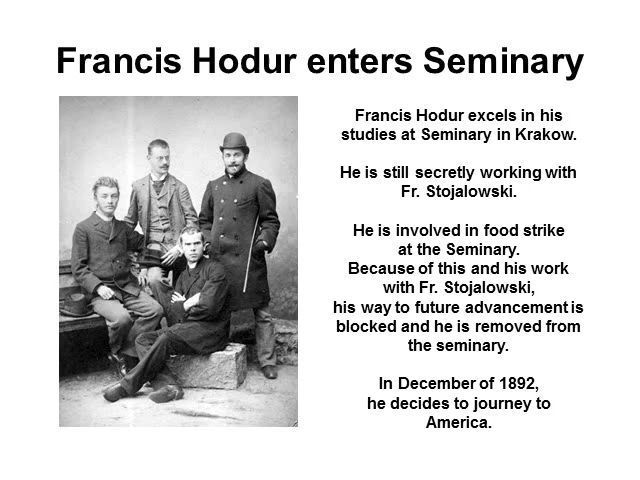 Francis Hodur enters Seminary
Francis Hodur excels in his
studies at Seminary in Krakow.
He is still secretly working with
Fr. Stojalowski.
He is involved in food strike
at the Seminary.
Because of this and his work
with Fr. Stojalowski,
his way to future advancement is
blocked and he is removed from
the seminary.
In December of 1892,
he decides to journey to
America.